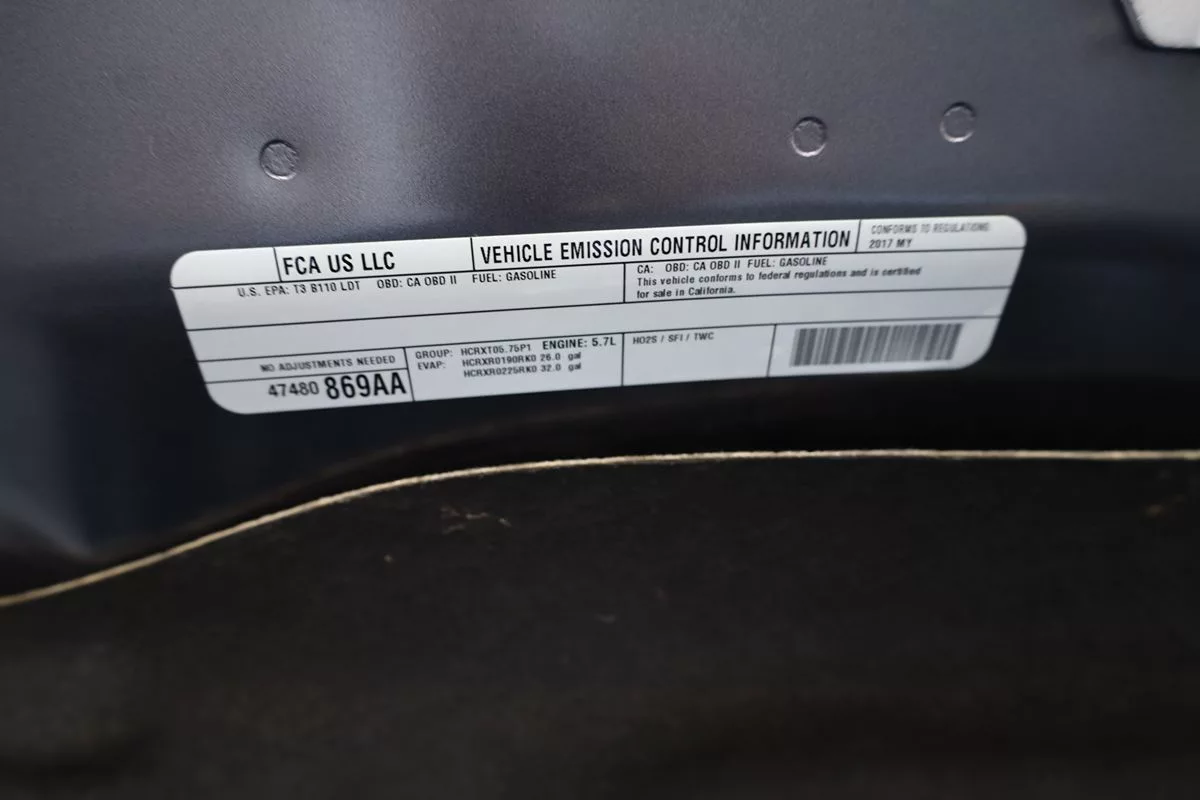 FCA US LLC
VEHICLE EMISSION CONTROL INFORMATION
CONFORMS TO REGULATIONS
2017 MY
U.S. EPA: T3 B110 LDT OBD: CA OBD II FUEL: GASOLINE
CA: OBD: CA OBD II FUEL: GASOLINE
This vehicle conforms to federal regulations and is certified
for sale in California.
NO ADJUSTMENTS NEEDED
47480 869AA
GROUP: HCRXT05.75P1 ENGINE: 5.7L
EVAP: HCRXR0190RK0 26.0 gal
HCRXR0225RK0 32.0 gal
HO2S / SFI / TWC